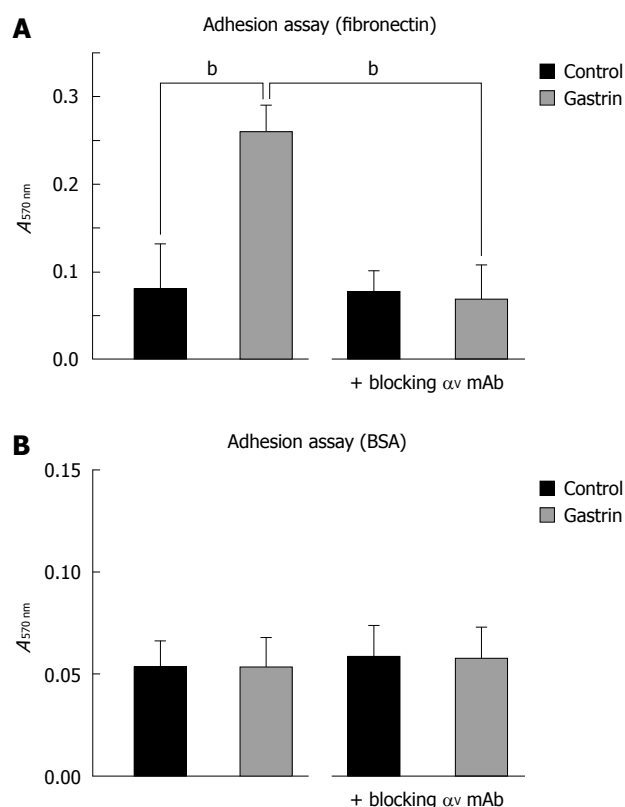 A
Adhesion assay (fibronectin)
b
b
Control
Gastrin
0.3
0.2
0.1
0.0
A570 nm
+ blocking αv mAb
B
Adhesion assay (BSA)
Control
Gastrin
0.15
0.10
0.05
0.00
A570 nm
+ blocking αv mAb